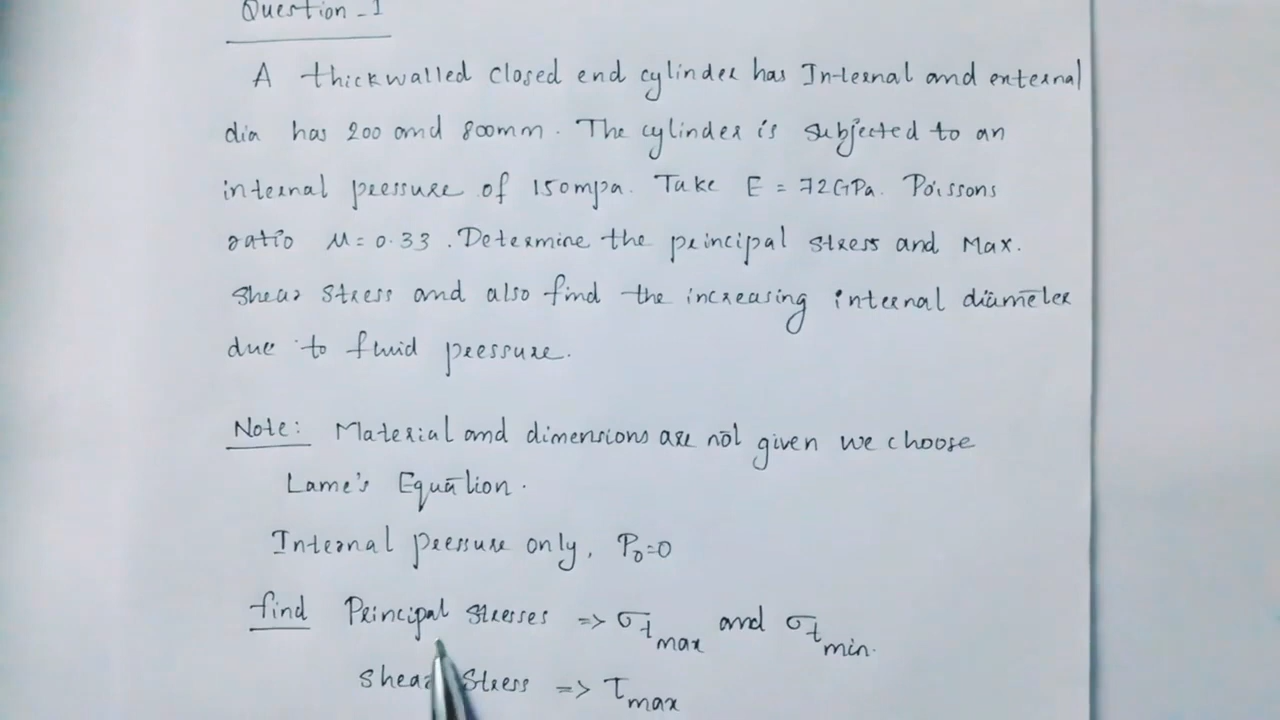 Question - 1
A thickwalled closed end cylinder has Internal and external
dia has 200 and 800mm. The cylinder is subjected to an
internal pressure of 150mpa. Take E = 72GPa. Poissons
ratio μ = 0.33. Determine the principal stress and Max.
Shear stress and also find the increasing internal diameter
due to fluid pressure.
Note: Material and dimensions are not given we choose
Lame's Equation.
Internal pressure only, P₀=0
find Principal stresses => σt max and σt min.
Shear Stress => τmax